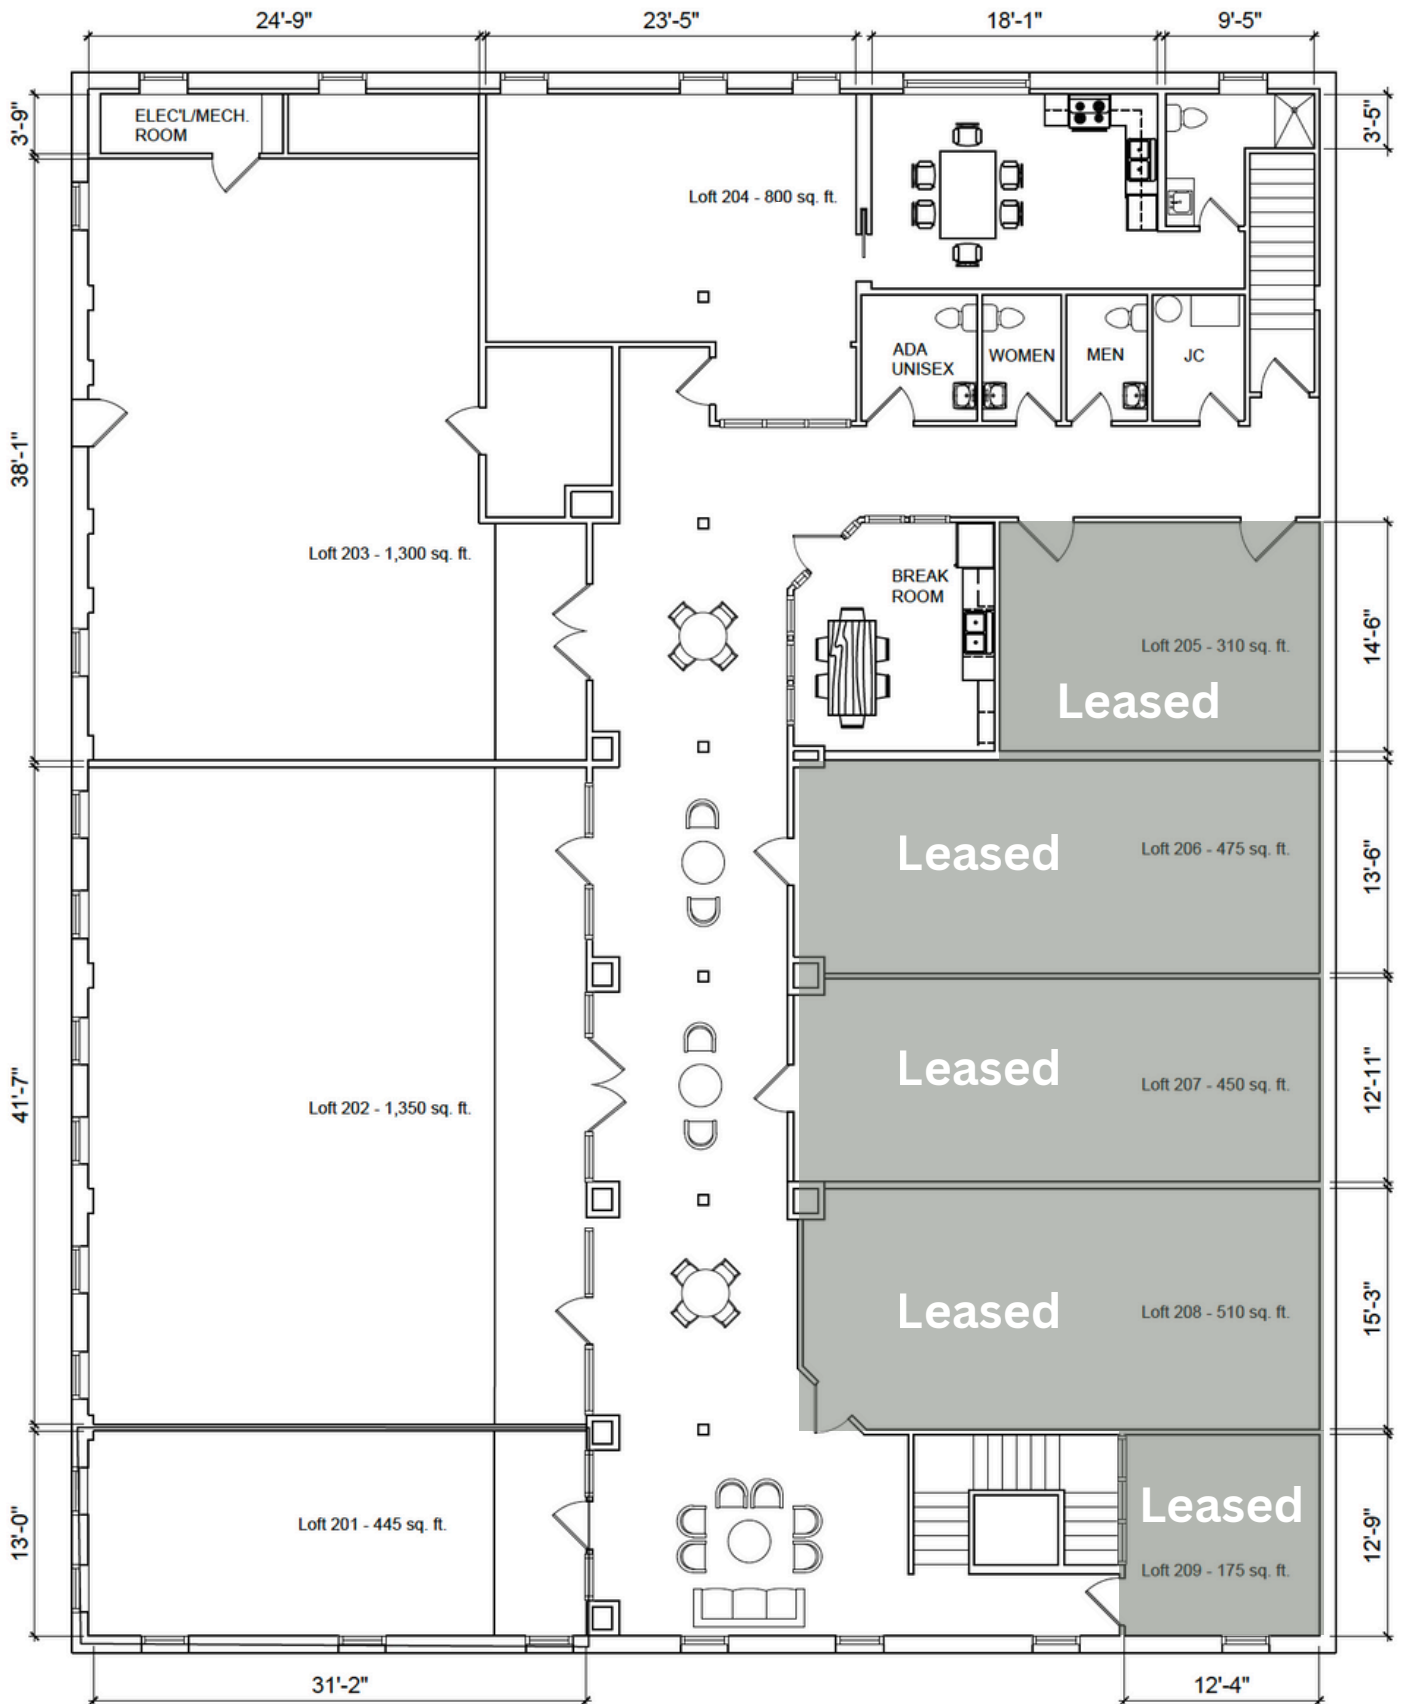 24'-9"
23'-5"
18'-1"
9'-5"
3'-9"
ELEC'L/MECH.
ROOM
3'-5"
Loft 204 - 800 sq. ft.
ADA
UNISEX
WOMEN
MEN
JC
38'-1"
Loft 203 - 1,300 sq. ft.
BREAK
ROOM
Loft 205 - 310 sq. ft.
Leased
14'-6"
Leased
Loft 206 - 475 sq. ft.
13'-6"
41'-7"
Loft 202 - 1,350 sq. ft.
Leased
Loft 207 - 450 sq. ft.
12'-11"
Leased
Loft 208 - 510 sq. ft.
15'-3"
13'-0"
Loft 201 - 445 sq. ft.
Leased
Loft 209 - 175 sq. ft.
12'-9"
31'-2"
12'-4"